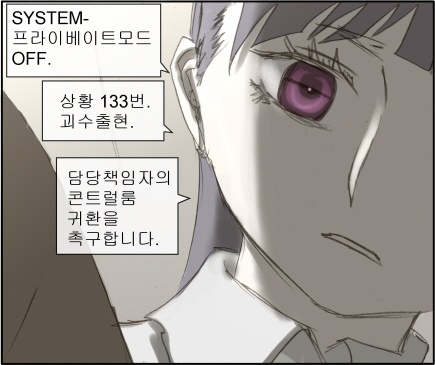 SYSTEM-
프라이베이트모드
OFF.
상황 133번.
괴수출현.
담당책임자의
콘트럴룸
귀환을
촉구합니다.